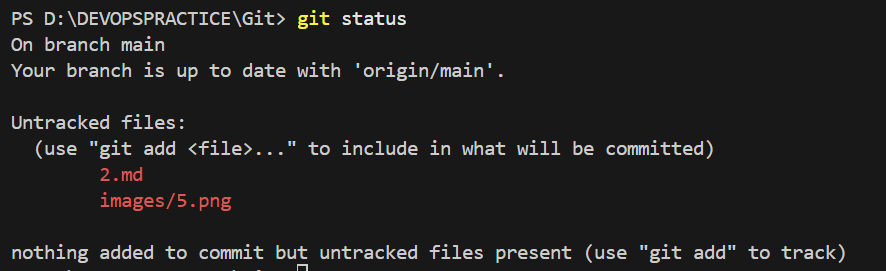 PS D:\DEVOPSPRACTICE\Git> git status
On branch main
Your branch is up to date with 'origin/main'.
Untracked files:
  (use "git add <file>..." to include in what will be committed)
        2.md
        images/5.png
nothing added to commit but untracked files present (use "git add" to track)